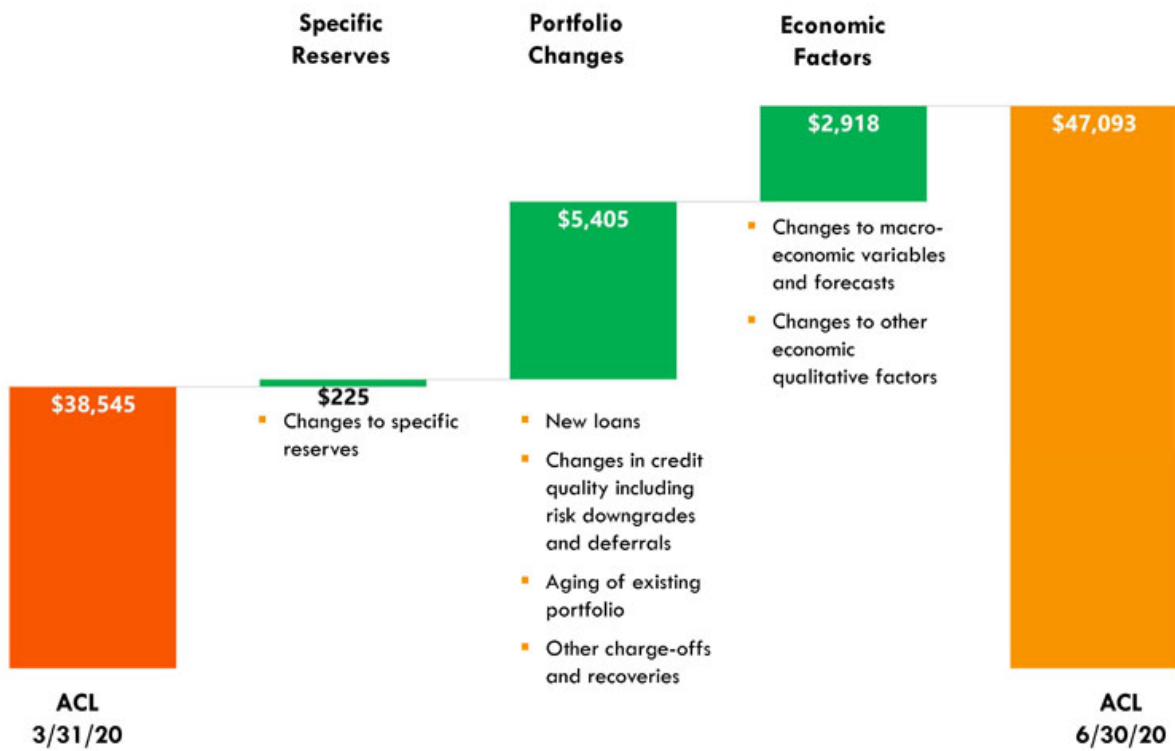 Specific
Reserves
Portfolio
Changes
Economic
Factors
$38,545
$225
▪ Changes to specific
reserves
$5,405
▪ New loans
▪ Changes in credit
quality including
risk downgrades
and deferrals
▪ Aging of existing
portfolio
▪ Other charge-offs
and recoveries
$2,918
▪ Changes to macro-
economic variables
and forecasts
▪ Changes to other
economic
qualitative factors
$47,093
ACL
3/31/20
ACL
6/30/20